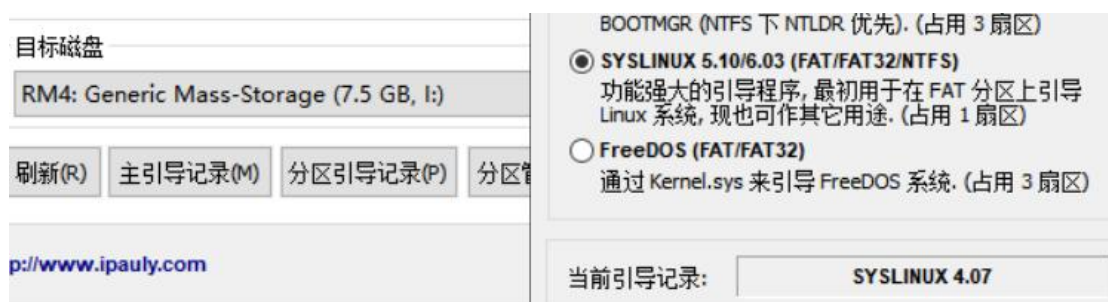 目标磁盘
RM4: Generic Mass-Storage (7.5 GB, I:)
刷新(R) 主引导记录(M) 分区引导记录(P) 分区
p://www.ipauly.com
BOOTMGR (NTFS 下 NTLDR 优先). (占用 3 扇区)
SYSLINUX 5.10/6.03 (FAT/FAT32/NTFS)
功能强大的引导程序, 最初用于在 FAT 分区上引导
Linux 系统, 现也可作其它用途. (占用 1 扇区)
FreeDOS (FAT/FAT32)
通过 Kernel.sys 来引导 FreeDOS 系统. (占用 3 扇区)
当前引导记录: SYSLINUX 4.07